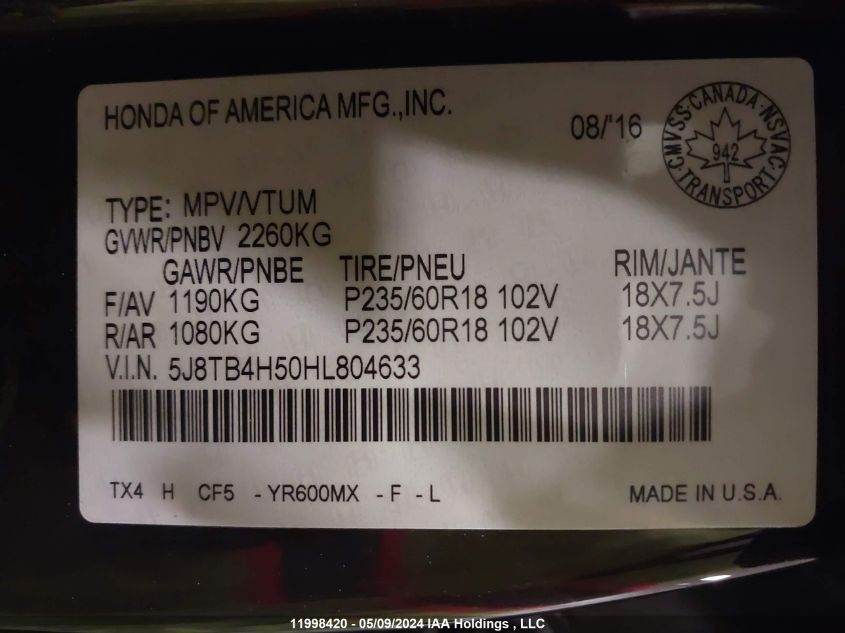 HONDA OF AMERICA MFG.,INC.
08/'16
CMVSS·CANADA·NSVAC
942
·TRANSPORT·
TYPE: MPV/VTUM
GVWR/PNBV 2260KG
GAWR/PNBE TIRE/PNEU RIM/JANTE
F/AV 1190KG P235/60R18 102V 18X7.5J
R/AR 1080KG P235/60R18 102V 18X7.5J
V.I.N. 5J8TB4H50HL804633
TX4 H CF5 -YR600MX -F -L MADE IN U.S.A.
11998420 - 05/09/2024 IAA Holdings , LLC